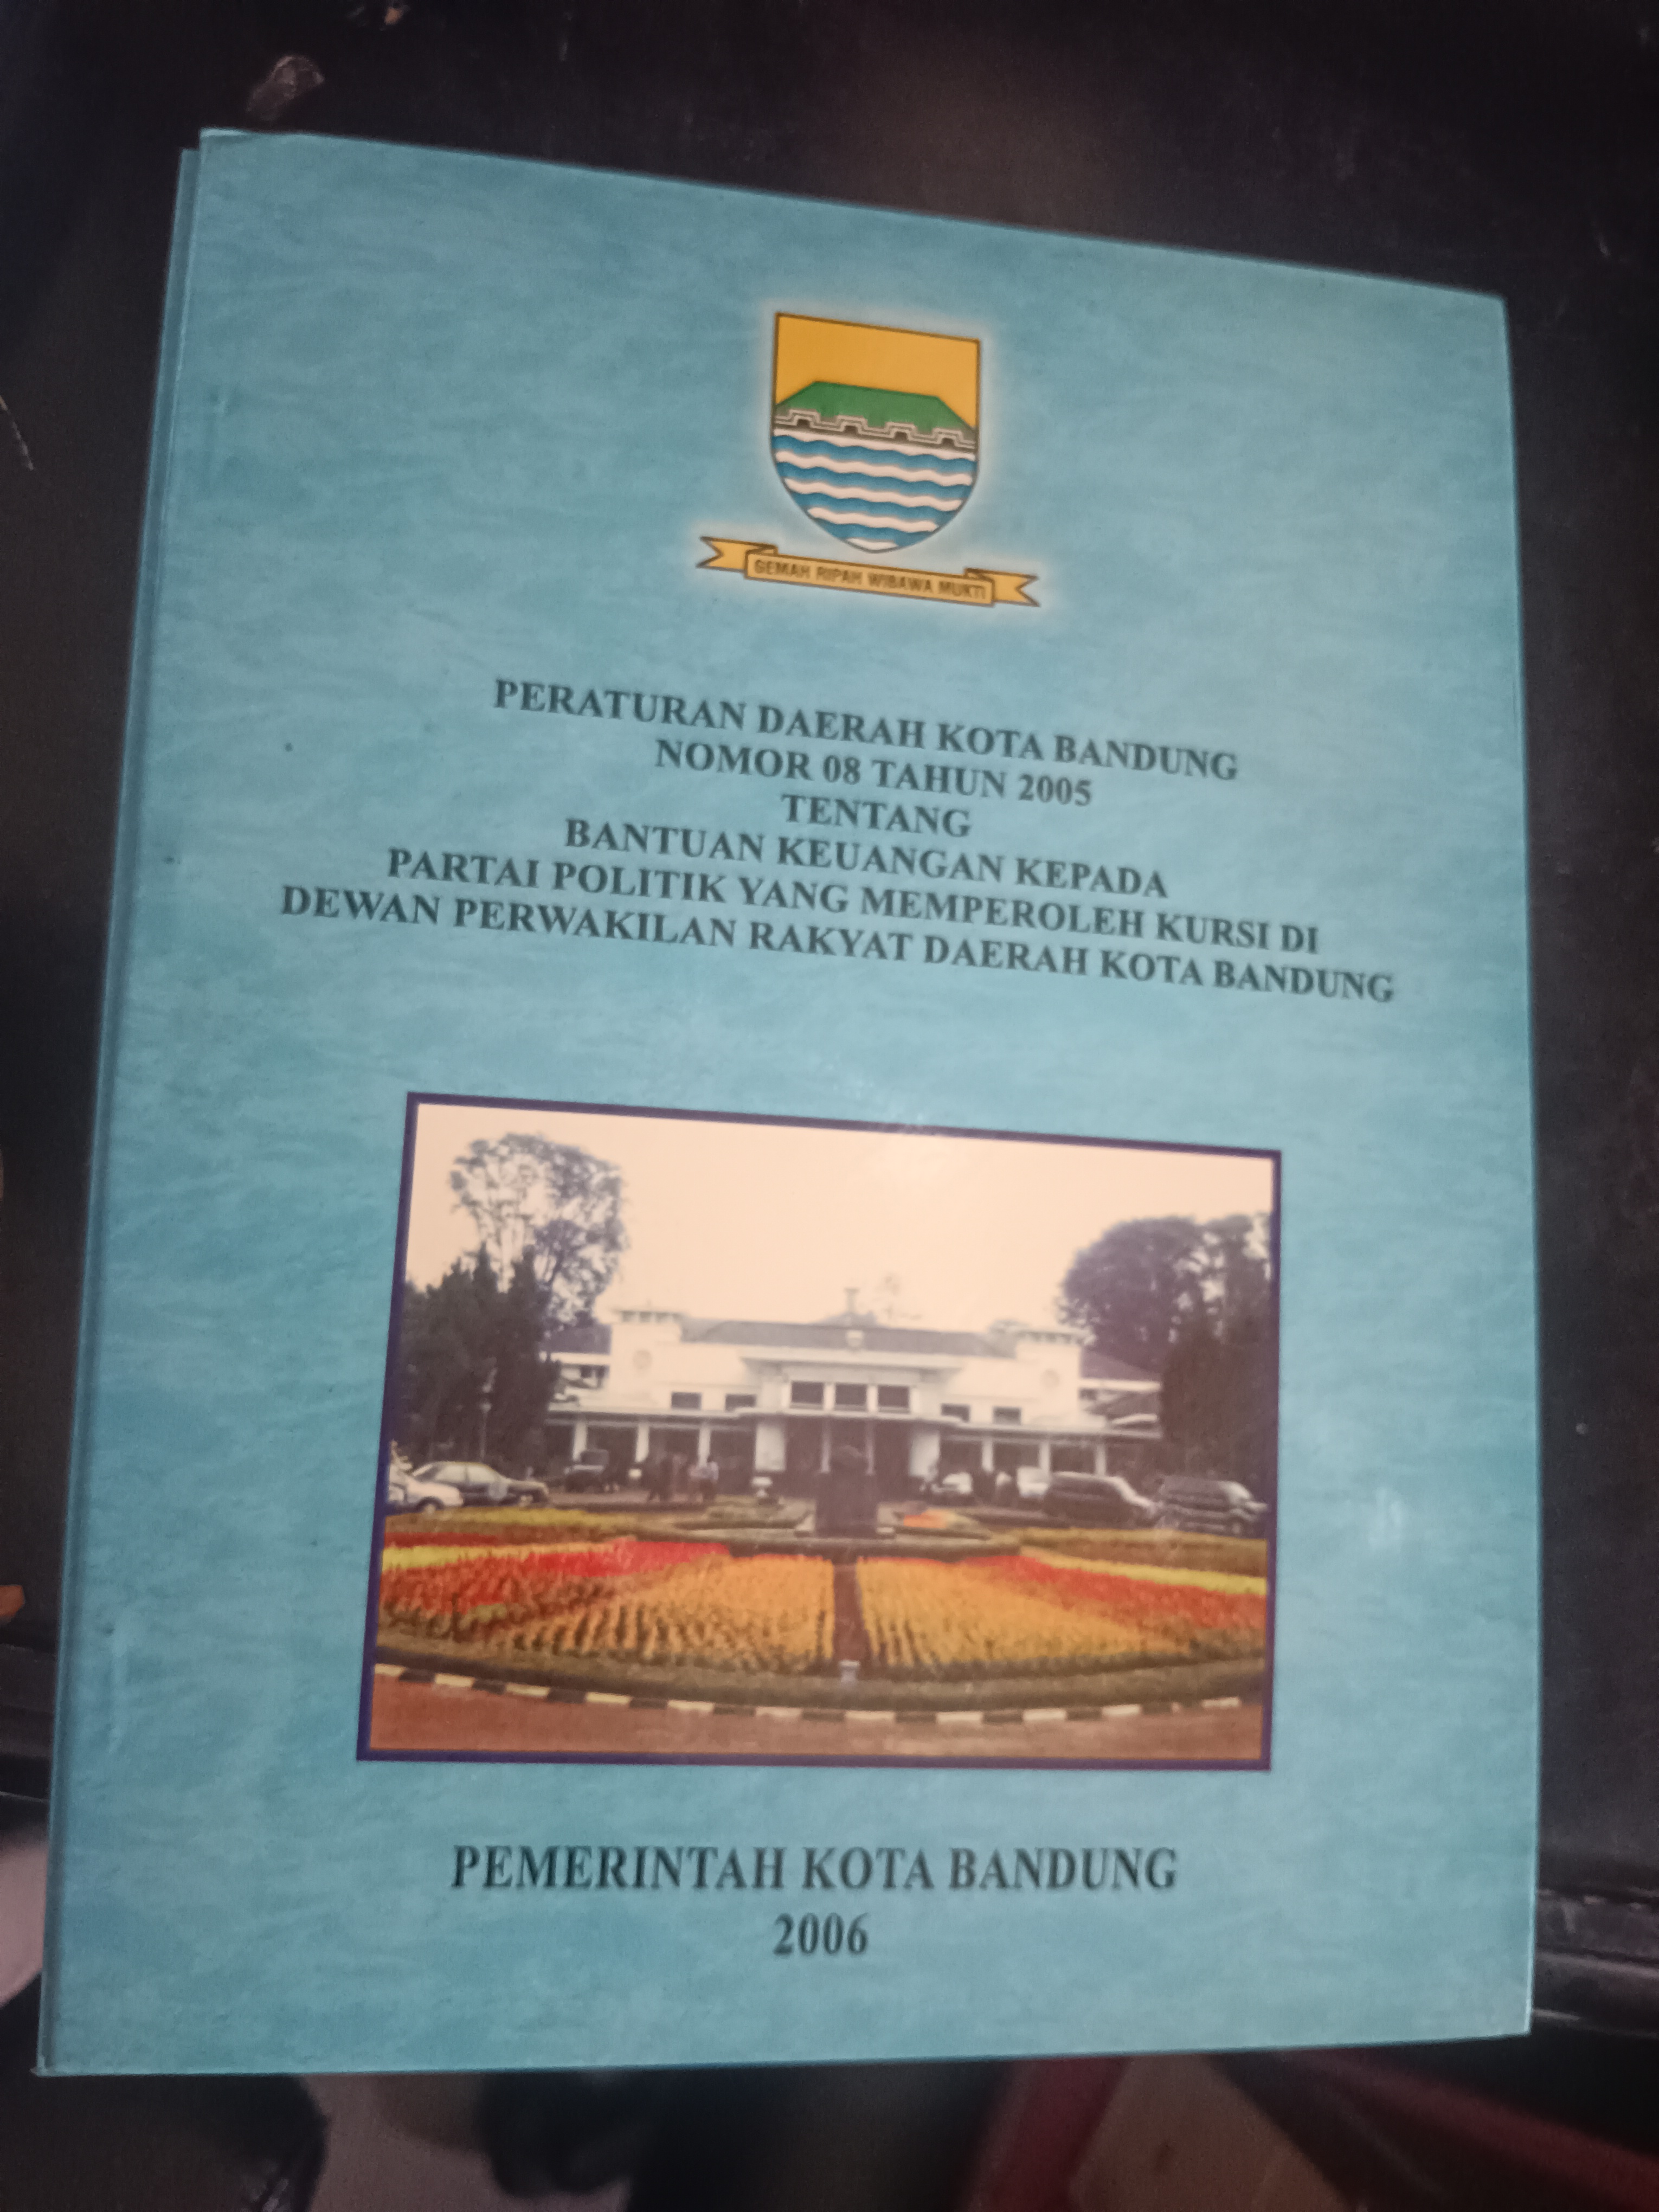 GEMAH RIPAH WIBAWA MUKTI
PERATURAN DAERAH KOTA BANDUNG
NOMOR 08 TAHUN 2005
TENTANG
BANTUAN KEUANGAN KEPADA
PARTAI POLITIK YANG MEMPEROLEH KURSI DI
DEWAN PERWAKILAN RAKYAT DAERAH KOTA BANDUNG
PEMERINTAH KOTA BANDUNG
2006